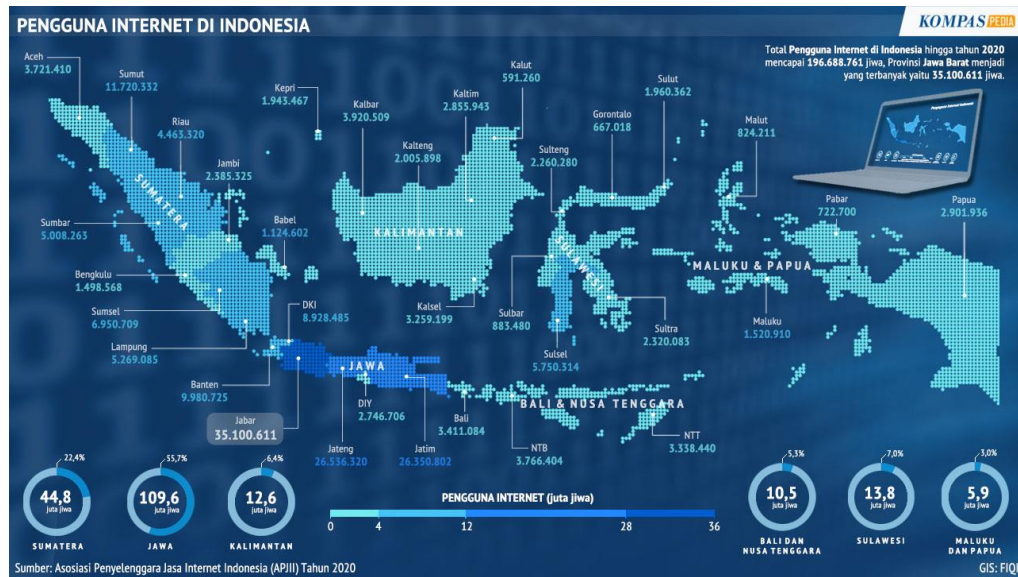 PENGGUNA INTERNET DI INDONESIA
KOMPAS PEDIA
Total Pengguna Internet di Indonesia hingga tahun 2020
mencapai 196.688.761 jiwa, Provinsi Jawa Barat menjadi
yang terbanyak yaitu 35.100.611 jiwa.
Aceh
3.721.410
Sumut
11.720.332
Riau
4.463.320
Jambi
2.385.325
Kepri
1.943.467
Babel
1.124.602
Sumbar
5.008.263
Bengkulu
1.498.568
Sumsel
6.950.709
Lampung
5.269.085
SUMATERA
Kalbar
3.920.509
Kalteng
2.005.898
Kaltim
2.855.943
Kalut
591.260
Kalsel
3.259.199
KALIMANTAN
Sulteng
2.260.280
Gorontalo
667.018
Sulut
1.960.362
Sulbar
883.480
Sulsel
5.750.314
Sultra
2.320.083
SULAWESI
Malut
824.211
Maluku
1.520.910
Pabar
722.700
Papua
2.901.936
MALUKU & PAPUA
DKI
8.928.485
Banten
9.980.725
Jabar
35.100.611
Jateng
26.536.320
DIY
2.746.706
Jatim
26.350.802
JAWA
Bali
3.411.084
NTB
3.766.404
NTT
3.338.440
BALI & NUSA TENGGARA
22,4%
44,8
juta jiwa
SUMATERA
55,7%
109,6
juta jiwa
JAWA
6,4%
12,6
juta jiwa
KALIMANTAN
PENGGUNA INTERNET (juta jiwa)
0 4 12 28 36
5,3%
10,5
juta jiwa
BALI DAN
NUSA TENGGARA
7,0%
13,8
juta jiwa
SULAWESI
3,0%
5,9
juta jiwa
MALUKU
DAN PAPUA
Sumber: Asosiasi Penyelenggara Jasa Internet Indonesia (APJII) Tahun 2020
GIS: FIQI